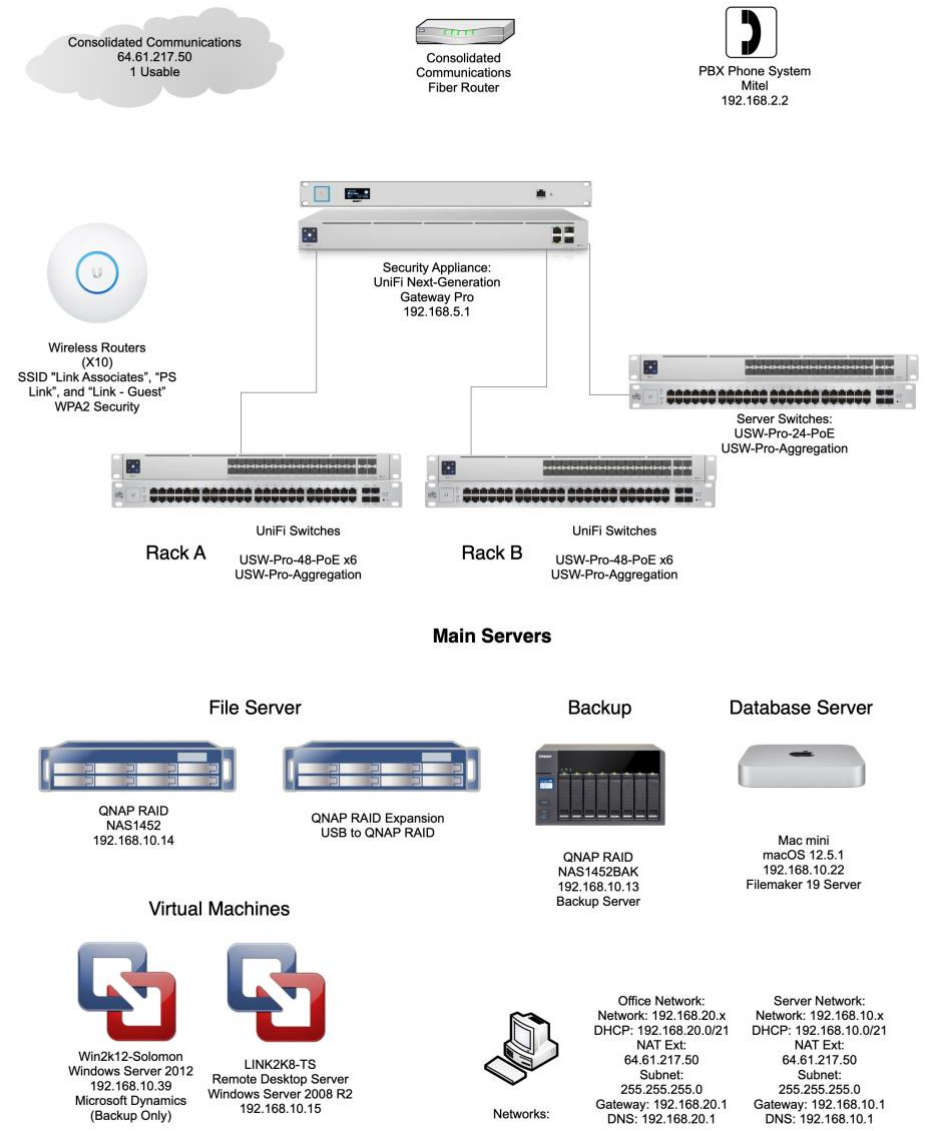 Consolidated Communications
64.61.217.50
1 Usable
Consolidated
Communications
Fiber Router
PBX Phone System
Mitel
192.168.2.2
Security Appliance:
UniFi Next-Generation
Gateway Pro
192.168.5.1
Wireless Routers
(X10)
SSID "Link Associates", “PS
Link”, and “Link - Guest”
WPA2 Security
Server Switches:
USW-Pro-24-PoE
USW-Pro-Aggregation
Rack A
UniFi Switches
USW-Pro-48-PoE x6
USW-Pro-Aggregation
Rack B
UniFi Switches
USW-Pro-48-PoE x6
USW-Pro-Aggregation
Main Servers
File Server
QNAP RAID
NAS1452
192.168.10.14
QNAP RAID Expansion
USB to QNAP RAID
Backup
QNAP RAID
NAS1452BAK
192.168.10.13
Backup Server
Database Server
Mac mini
macOS 12.5.1
192.168.10.22
Filemaker 19 Server
Virtual Machines
Win2k12-Solomon
Windows Server 2012
192.168.10.39
Microsoft Dynamics
(Backup Only)
LINK2K8-TS
Remote Desktop Server
Windows Server 2008 R2
192.168.10.15
Networks:
Office Network:
Network: 192.168.20.x
DHCP: 192.168.20.0/21
NAT Ext:
64.61.217.50
Subnet:
255.255.255.0
Gateway: 192.168.20.1
DNS: 192.168.20.1
Server Network:
Network: 192.168.10.x
DHCP: 192.168.10.0/21
NAT Ext:
64.61.217.50
Subnet:
255.255.255.0
Gateway: 192.168.10.1
DNS: 192.168.10.1